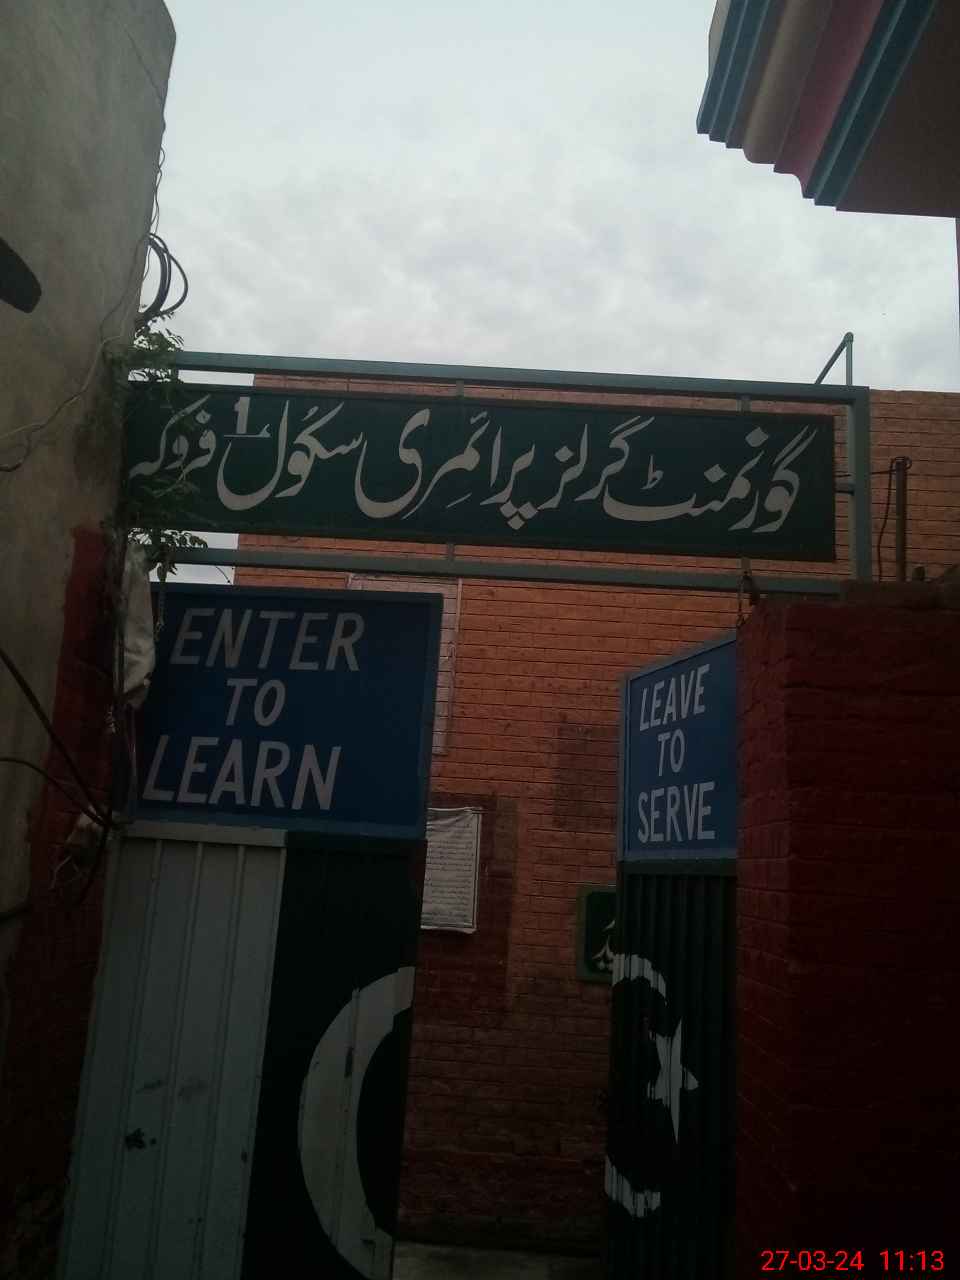 گورنمنٹ گرلز پرائمری سکول 1 فروکہ
ENTER
TO
LEARN
LEAVE
TO
SERVE
27-03-24 11:13